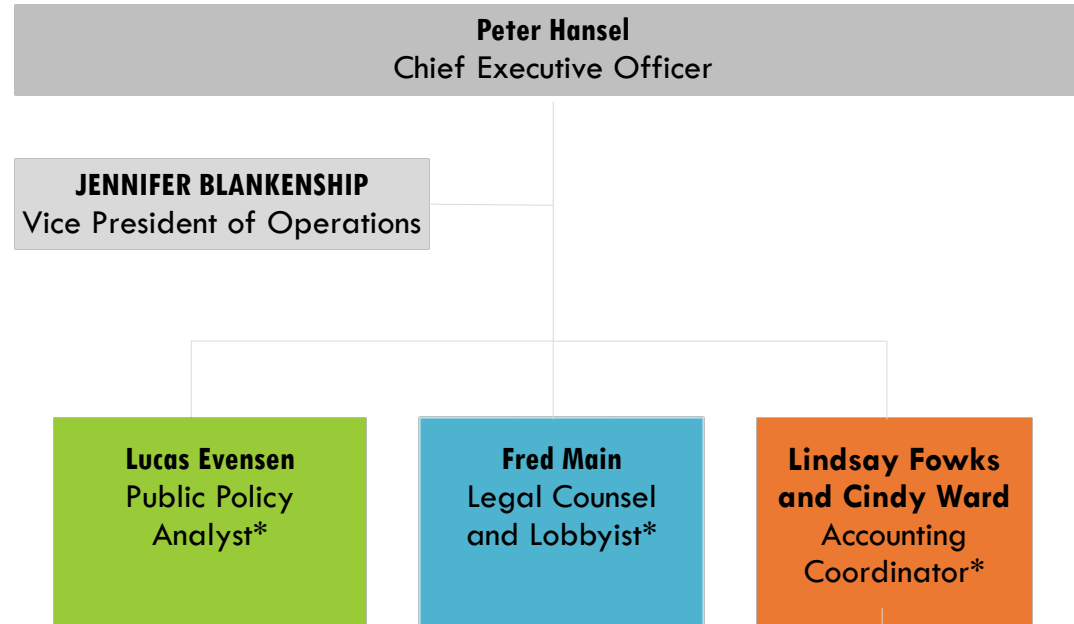 Peter Hansel
Chief Executive Officer
JENNIFER BLANKENSHIP
Vice President of Operations
Lucas Evensen
Public Policy
Analyst*
Fred Main
Legal Counsel
and Lobbyist*
Lindsay Fowks
and Cindy Ward
Accounting
Coordinator*